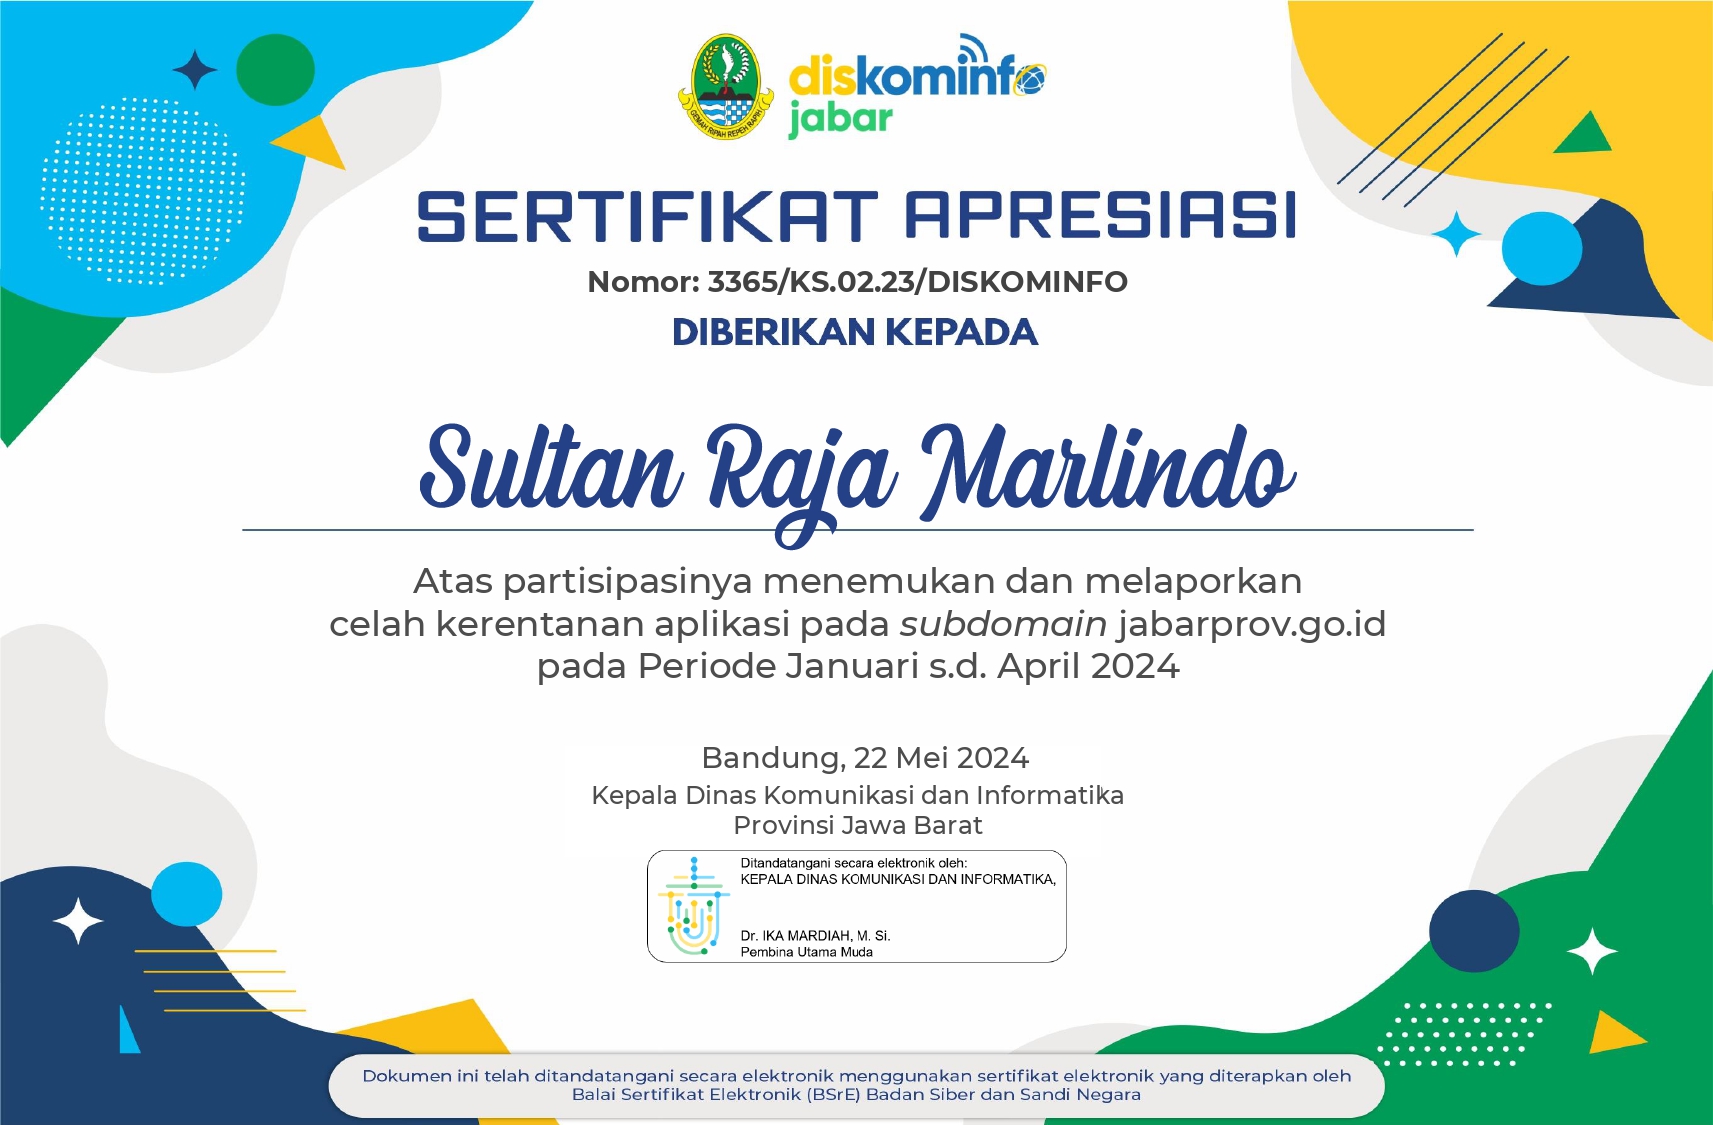 GEMAH RIPAH REPEH RAPIH
diskominfo
jabar
SERTIFIKAT APRESIASI
Nomor: 3365/KS.02.23/DISKOMINFO
DIBERIKAN KEPADA
Sultan Raja Marlindo
Atas partisipasinya menemukan dan melaporkan
celah kerentanan aplikasi pada subdomain jabarprov.go.id
pada Periode Januari s.d. April 2024
Bandung, 22 Mei 2024
Kepala Dinas Komunikasi dan Informatika
Provinsi Jawa Barat
Ditandatangani secara elektronik oleh:
KEPALA DINAS KOMUNIKASI DAN INFORMATIKA,
Dr. IKA MARDIAH, M. Si.
Pembina Utama Muda
Dokumen ini telah ditandatangani secara elektronik menggunakan sertifikat elektronik yang diterapkan oleh
Balai Sertifikat Elektronik (BSrE) Badan Siber dan Sandi Negara